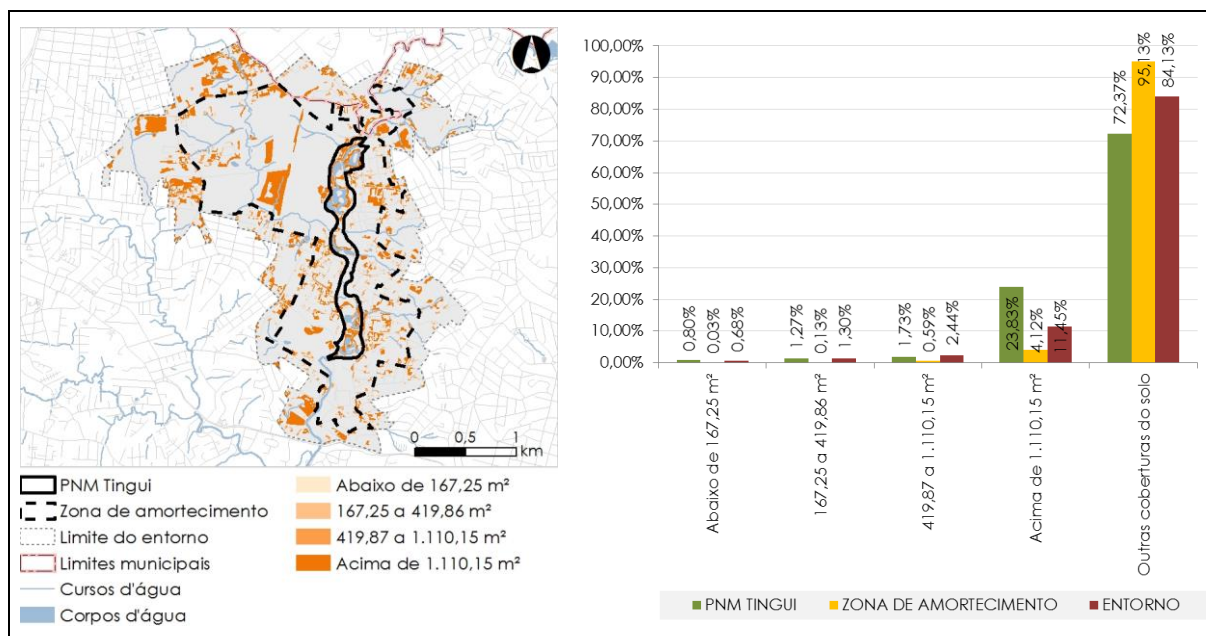 0 0,5 1
km
PNM Tingui
Zona de amortecimento
Limite do entorno
Limites municipais
Cursos d'água
Corpos d'água
Abaixo de 167,25 m²
167,25 a 419,86 m²
419,87 a 1.110,15 m²
Acima de 1.110,15 m²
100,00%
90,00%
80,00%
70,00%
60,00%
50,00%
40,00%
30,00%
20,00%
10,00%
0,00%
0,80%
0,03%
0,68%
1,27%
0,13%
1,30%
1,73%
0,59%
2,44%
23,83%
4,12%
11,45%
72,37%
95,13%
84,13%
Abaixo de 167,25 m²
167,25 a 419,86 m²
419,87 a 1.110,15 m²
Acima de 1.110,15 m²
Outras coberturas do solo
PNM TINGUI ZONA DE AMORTECIMENTO ENTORNO